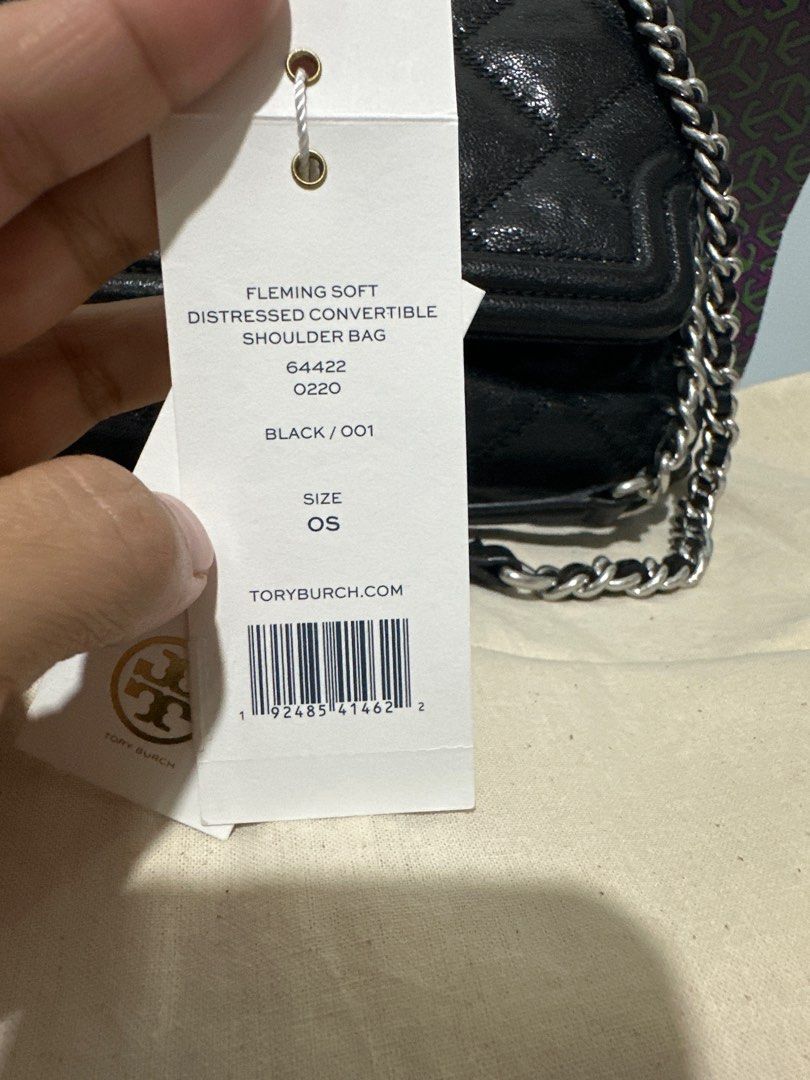 FLEMING SOFT
DISTRESSED CONVERTIBLE
SHOULDER BAG
64422
0220
BLACK / 001
SIZE
OS
TORYBURCH.COM
1 92485 41462 2
TORY BURCH